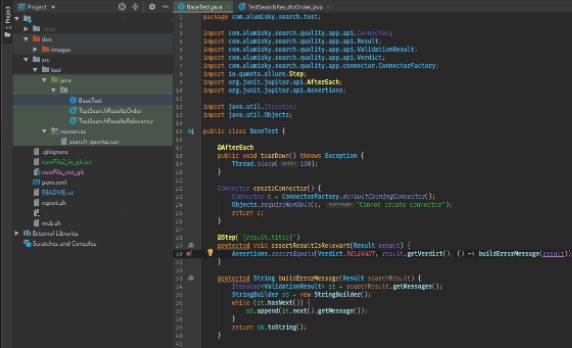 Project
BaseTest.java
TestSearchResultsOrder.java
1: Project
.idea
doc
images
src
test
java
BaseTest
TestSearchResultsOrder
TestSearchResultsRelevancy
resources
search-queries.csv
.gitignore
newFile2_in_git.txt
newFile_not_git
pom.xml
README.txt
report.sh
web.sh
External Libraries
Scratches and Consoles
package com.alumisky.search.test;
import com.alumisky.search.quality.app.api.Connector;
import com.alumisky.search.quality.app.api.Result;
import com.alumisky.search.quality.app.api.ValidationResult;
import com.alumisky.search.quality.app.api.Verdict;
import com.alumisky.search.quality.app.connector.ConnectorFactory;
import io.qameta.allure.Step;
import org.junit.jupiter.api.AfterEach;
import org.junit.jupiter.api.Assertions;
import java.util.Iterator;
import java.util.Objects;
public class BaseTest {
@AfterEach
public void tearDown() throws Exception {
Thread.sleep(
}
Connector createConnector() {
Connector c = ConnectorFactory.defaultCachingConnector();
Objects.requireNonNull(c, "Cannot create connector");
return c;
}
@Step("{result.title}")
protected void assertResultIsRelevant(Result result) {
Assertions.assertEquals(Verdict.RELEVANT, result.getVerdict(), () -> buildErrorMessage(result));
}
protected String buildErrorMessage(Result searchResult) {
Iterator<ValidationResult> it = searchResult.getMessages();
StringBuilder sb = new StringBuilder();
while (it.hasNext()) {
sb.append(it.next().getMessage());
}
return sb.toString();
}